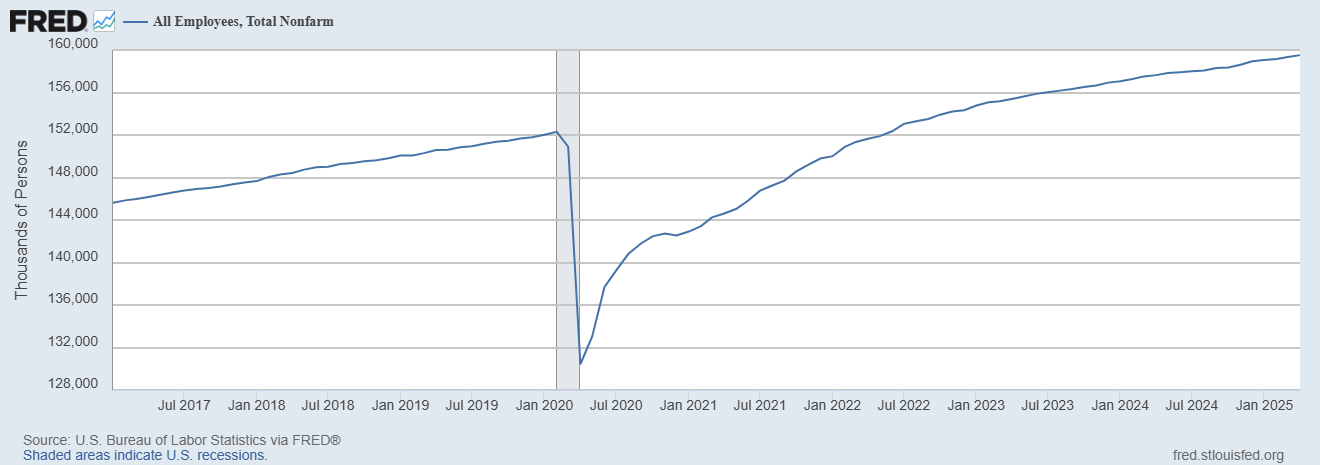 FRED All Employees, Total Nonfarm
160,000
156,000
152,000
148,000
144,000
140,000
136,000
132,000
128,000
Thousands of Persons
Jul 2017 Jan 2018 Jul 2018 Jan 2019 Jul 2019 Jan 2020 Jul 2020 Jan 2021 Jul 2021 Jan 2022 Jul 2022 Jan 2023 Jul 2023 Jan 2024 Jul 2024 Jan 2025
Source: U.S. Bureau of Labor Statistics via FRED®
Shaded areas indicate U.S. recessions.
fred.stlouisfed.org